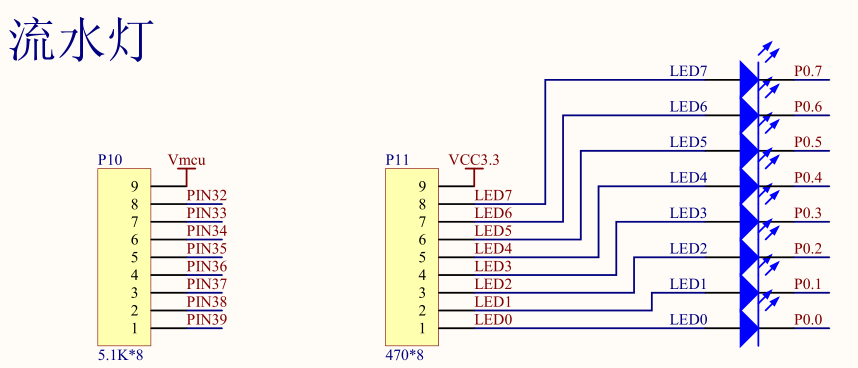 流水灯
P10
Vmcu
9
8 PIN32
7 PIN33
6 PIN34
5 PIN35
4 PIN36
3 PIN37
2 PIN38
1 PIN39
5.1K*8
P11
VCC3.3
9
8 LED7
7 LED6
6 LED5
5 LED4
4 LED3
3 LED2
2 LED1
1 LED0
470*8
LED7 P0.7
LED6 P0.6
LED5 P0.5
LED4 P0.4
LED3 P0.3
LED2 P0.2
LED1 P0.1
LED0 P0.0